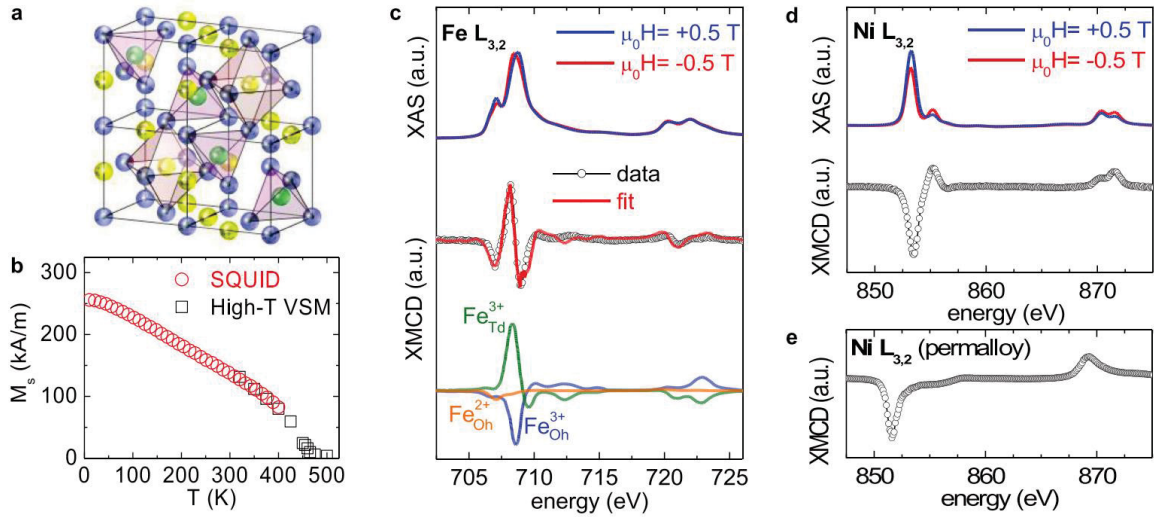 a
b
300
200
100
0
M_s (kA/m)
SQUID
High-T VSM
0 100 200 300 400 500
T (K)
c
Fe L_3,2
μ_0H= +0.5 T
μ_0H= -0.5 T
XAS (a.u.)
data
fit
XMCD (a.u.)
Fe^3+_Td
Fe^2+_Oh
Fe^3+_Oh
705 710 715 720 725
energy (eV)
d
Ni L_3,2
μ_0H= +0.5 T
μ_0H= -0.5 T
XAS (a.u.)
XMCD (a.u.)
850 860 870
energy (eV)
e
Ni L_3,2 (permalloy)
XMCD (a.u.)
850 860 870
energy (eV)